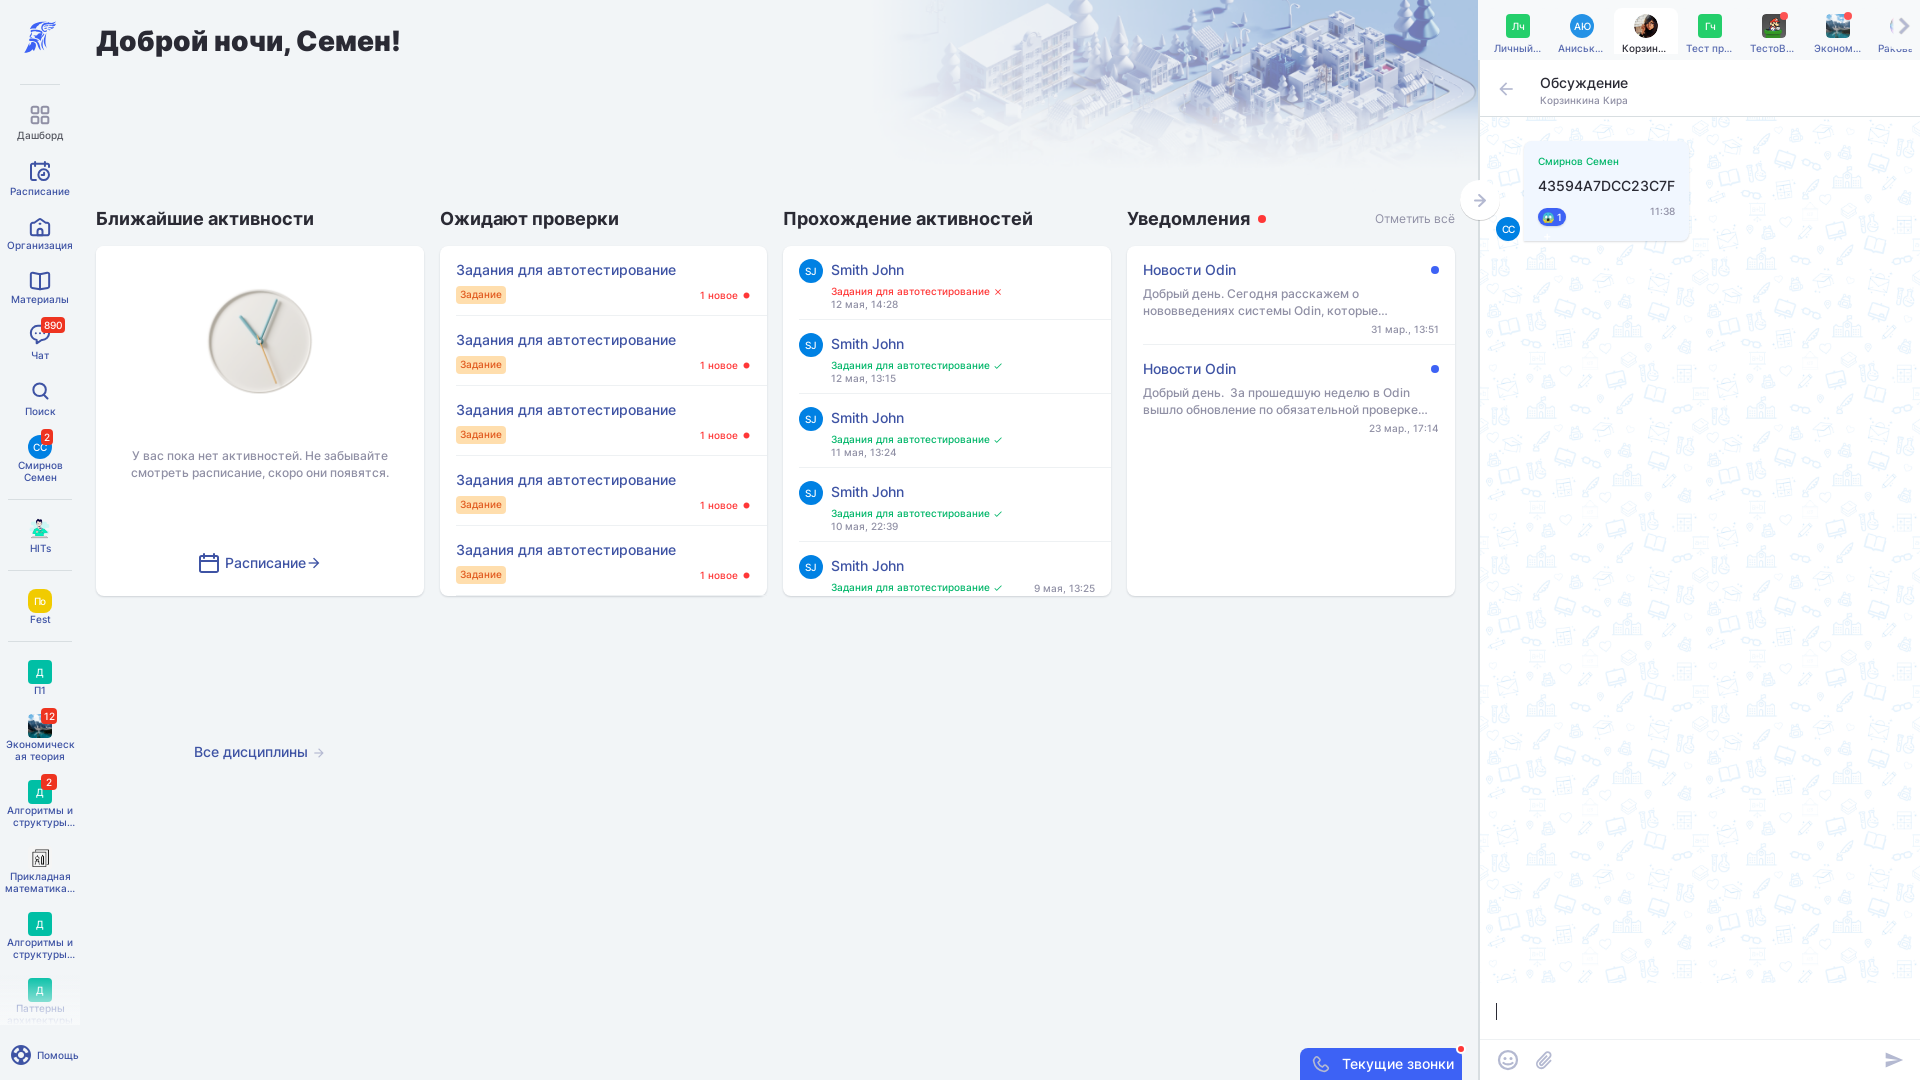 Доброй ночи, Семен!
Дашборд
Расписание
Организация
Материалы
890
Чат
Поиск
СС
2
Смирнов
Семен
HITs
По
Fest
Д
П1
12
Экономическ
ая теория
Д
2
Алгоритмы и
структуры...
Прикладная
математика...
Д
Алгоритмы и
структуры...
Д
Паттерны
архитектуры
Помощь
Ближайшие активности
У вас пока нет активностей. Не забывайте
смотреть расписание, скоро они появятся.
Расписание
Все дисциплины
Ожидают проверки
Задания для автотестирование
Задание
1 новое
Задания для автотестирование
Задание
1 новое
Задания для автотестирование
Задание
1 новое
Задания для автотестирование
Задание
1 новое
Задания для автотестирование
Задание
1 новое
Прохождение активностей
SJ
Smith John
Задания для автотестирование
12 мая, 14:28
SJ
Smith John
Задания для автотестирование
12 мая, 13:15
SJ
Smith John
Задания для автотестирование
11 мая, 13:24
SJ
Smith John
Задания для автотестирование
10 мая, 22:39
SJ
Smith John
Задания для автотестирование
9 мая, 13:25
Уведомления
Отметить всё
Новости Odin
Добрый день. Сегодня расскажем о
нововведениях системы Odin, которые...
31 мар., 13:51
Новости Odin
Добрый день. За прошедшую неделю в Odin
вышло обновление по обязательной проверке...
23 мар., 17:14
Текущие звонки
Лч
Личный...
АЮ
Аниськ...
Корзин...
Гч
Тест пр...
ТестоВ...
Эконом...
Обсуждение
Корзинкина Кира
Смирнов Семен
43594A7DCC23C7F
1
11:38
СС